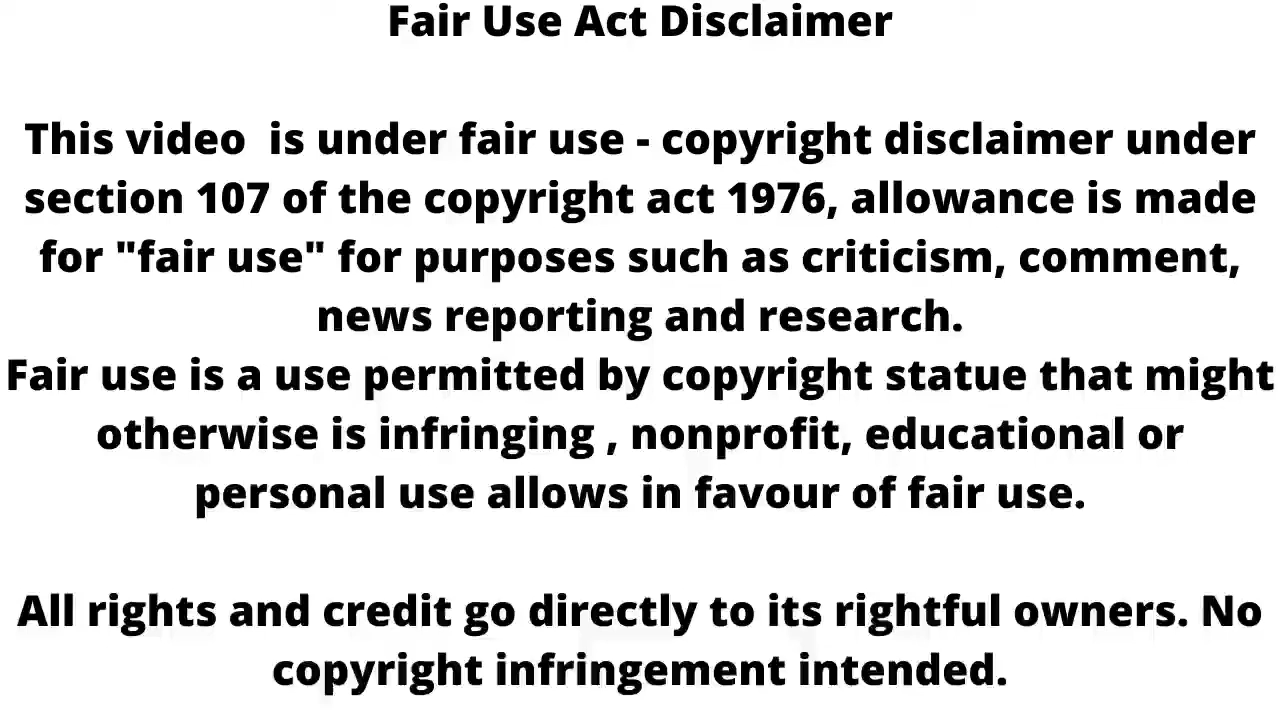 Fair Use Act Disclaimer
This video  is under fair use - copyright disclaimer under
section 107 of the copyright act 1976, allowance is made
for "fair use" for purposes such as criticism, comment,
news reporting and research.
Fair use is a use permitted by copyright statue that might
otherwise is infringing , nonprofit, educational or
personal use allows in favour of fair use.
All rights and credit go directly to its rightful owners. No
copyright infringement intended.